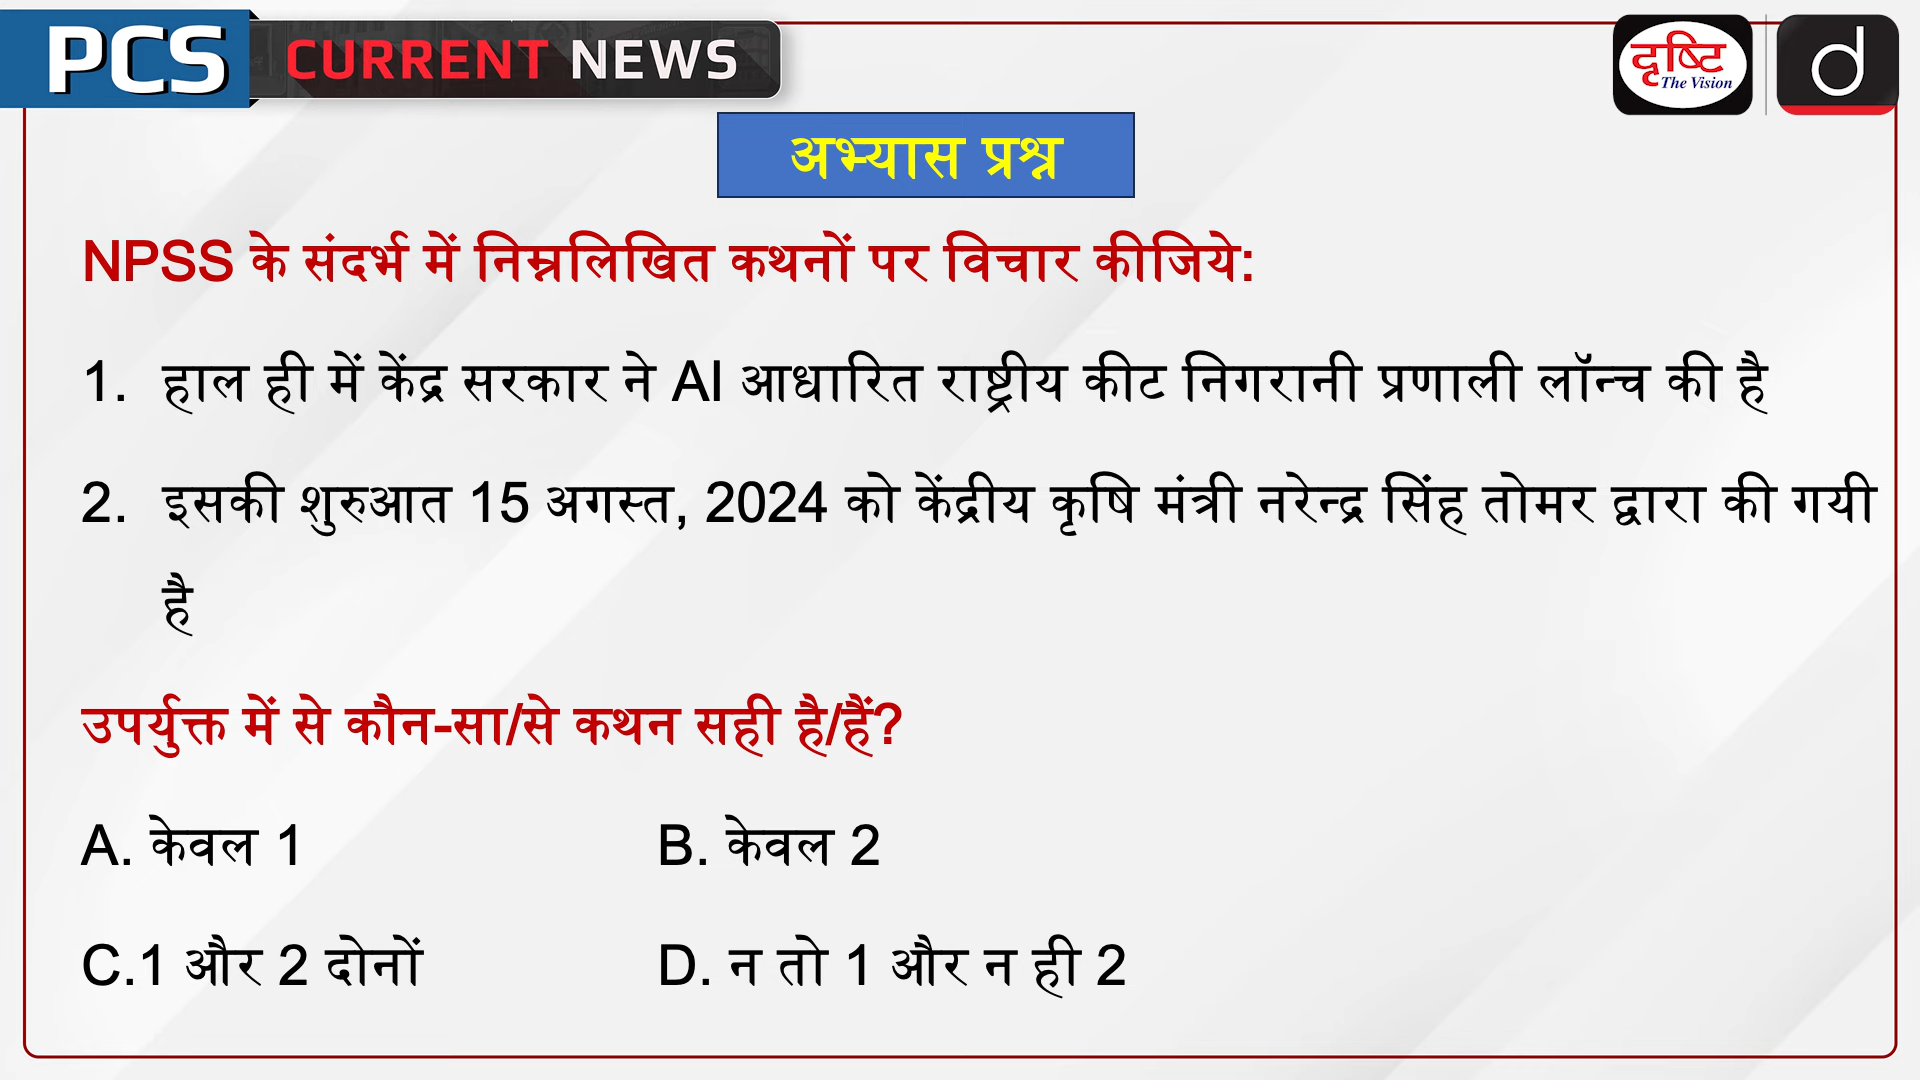 PCS CURRENT NEWS
दृष्टि
The Vision
d
अभ्यास प्रश्न
NPSS के संदर्भ में निम्नलिखित कथनों पर विचार कीजिये:
1. हाल ही में केंद्र सरकार ने AI आधारित राष्ट्रीय कीट निगरानी प्रणाली लॉन्च की है
2. इसकी शुरुआत 15 अगस्त, 2024 को केंद्रीय कृषि मंत्री नरेन्द्र सिंह तोमर द्वारा की गयी
है
उपर्युक्त में से कौन-सा/से कथन सही है/हैं?
A. केवल 1 B. केवल 2
C.1 और 2 दोनों D. न तो 1 और न ही 2